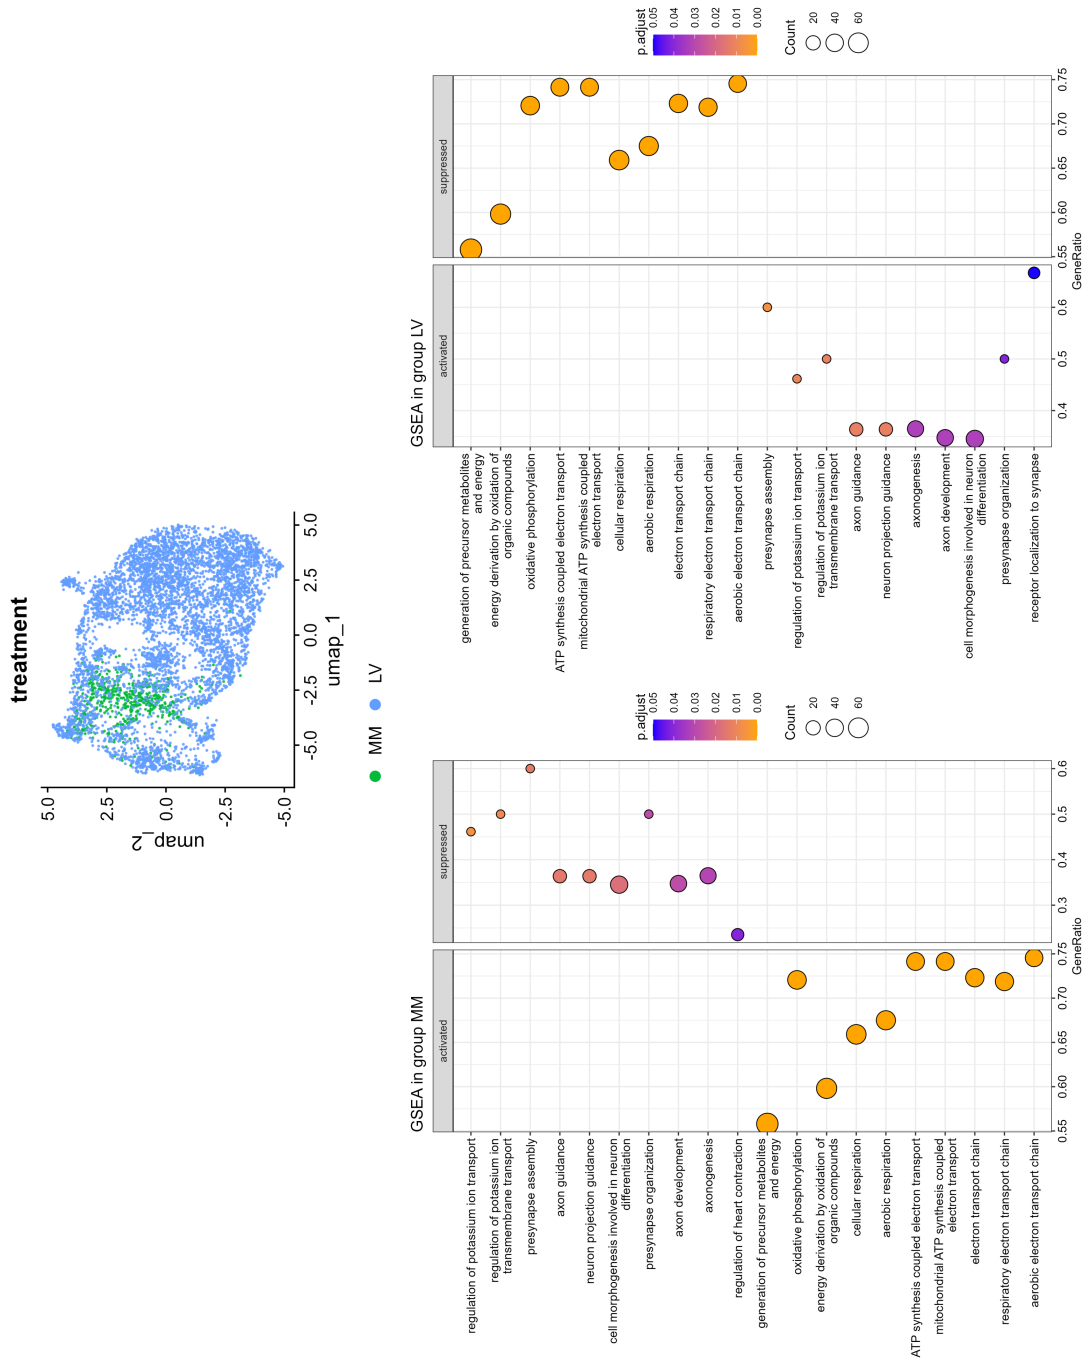 treatment
5.0
2.5
0.0
-2.5
-5.0
umap_2
-5.0
-2.5
0.0
2.5
5.0
umap_1
MM
LV
GSEA in group MM
activated
suppressed
regulation of potassium ion transport
regulation of potassium ion
transmembrane transport
presynapse assembly
axon guidance
neuron projection guidance
cell morphogenesis involved in neuron
differentiation
presynapse organization
axon development
axonogenesis
regulation of heart contraction
generation of precursor metabolites
and energy
oxidative phosphorylation
energy derivation by oxidation of
organic compounds
cellular respiration
aerobic respiration
ATP synthesis coupled electron transport
mitochondrial ATP synthesis coupled
electron transport
electron transport chain
respiratory electron transport chain
aerobic electron transport chain
0.55
0.60
0.65
0.70
0.75
0.3
0.4
0.5
0.6
GeneRatio
p.adjust
0.05
0.04
0.03
0.02
0.01
0.00
Count
20
40
60
GSEA in group LV
activated
suppressed
generation of precursor metabolites
and energy
energy derivation by oxidation of
organic compounds
oxidative phosphorylation
ATP synthesis coupled electron transport
mitochondrial ATP synthesis coupled
electron transport
cellular respiration
aerobic respiration
electron transport chain
respiratory electron transport chain
aerobic electron transport chain
presynapse assembly
regulation of potassium ion transport
regulation of potassium ion
transmembrane transport
axon guidance
neuron projection guidance
axonogenesis
axon development
cell morphogenesis involved in neuron
differentiation
presynapse organization
receptor localization to synapse
0.4
0.5
0.6
0.55
0.60
0.65
0.70
0.75
GeneRatio
p.adjust
0.05
0.04
0.03
0.02
0.01
0.00
Count
20
40
60